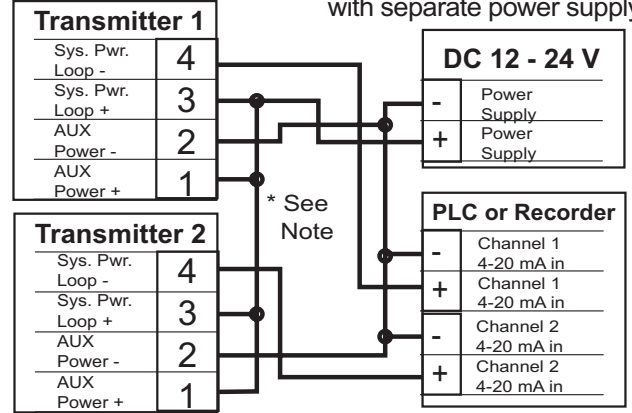 with separate power supply
Transmitter 1
Sys. Pwr.
Loop -
4
Sys. Pwr.
Loop +
3
AUX
Power -
2
AUX
Power +
1
DC 12 - 24 V
-
Power
Supply
+
Power
Supply
* See
Note
Transmitter 2
Sys. Pwr.
Loop -
4
Sys. Pwr.
Loop +
3
AUX
Power -
2
AUX
Power +
1
PLC or Recorder
-
Channel 1
4-20 mA in
+
Channel 1
4-20 mA in
-
Channel 2
4-20 mA in
+
Channel 2
4-20 mA in